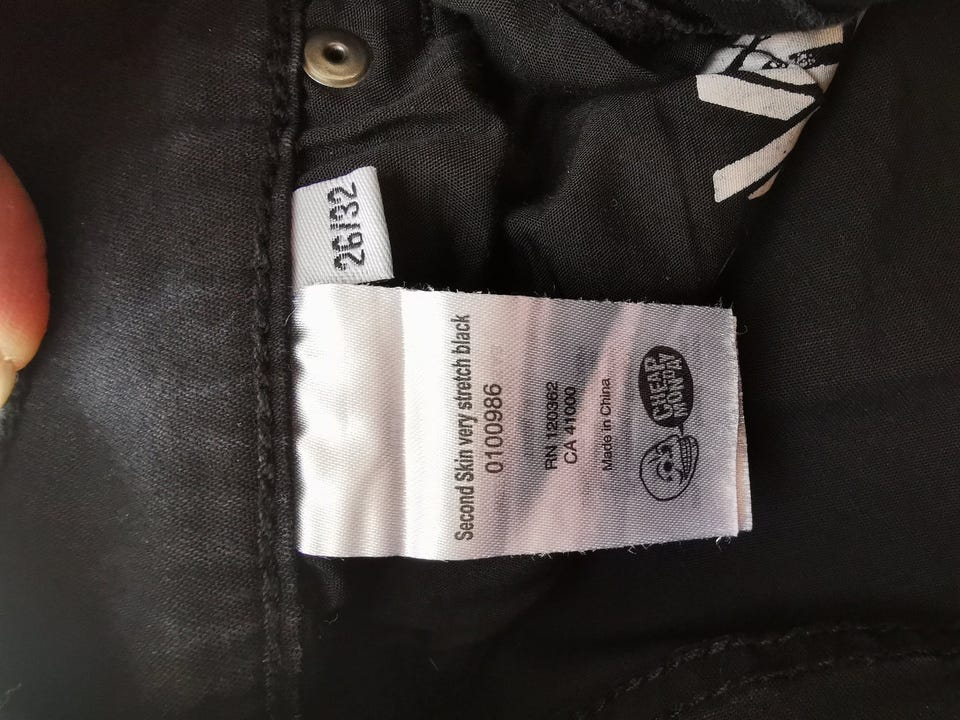 26/32
Second Skin very stretch black
0100986
RN 120362
CA 41000
Made in China
CHEAP
MONDAY